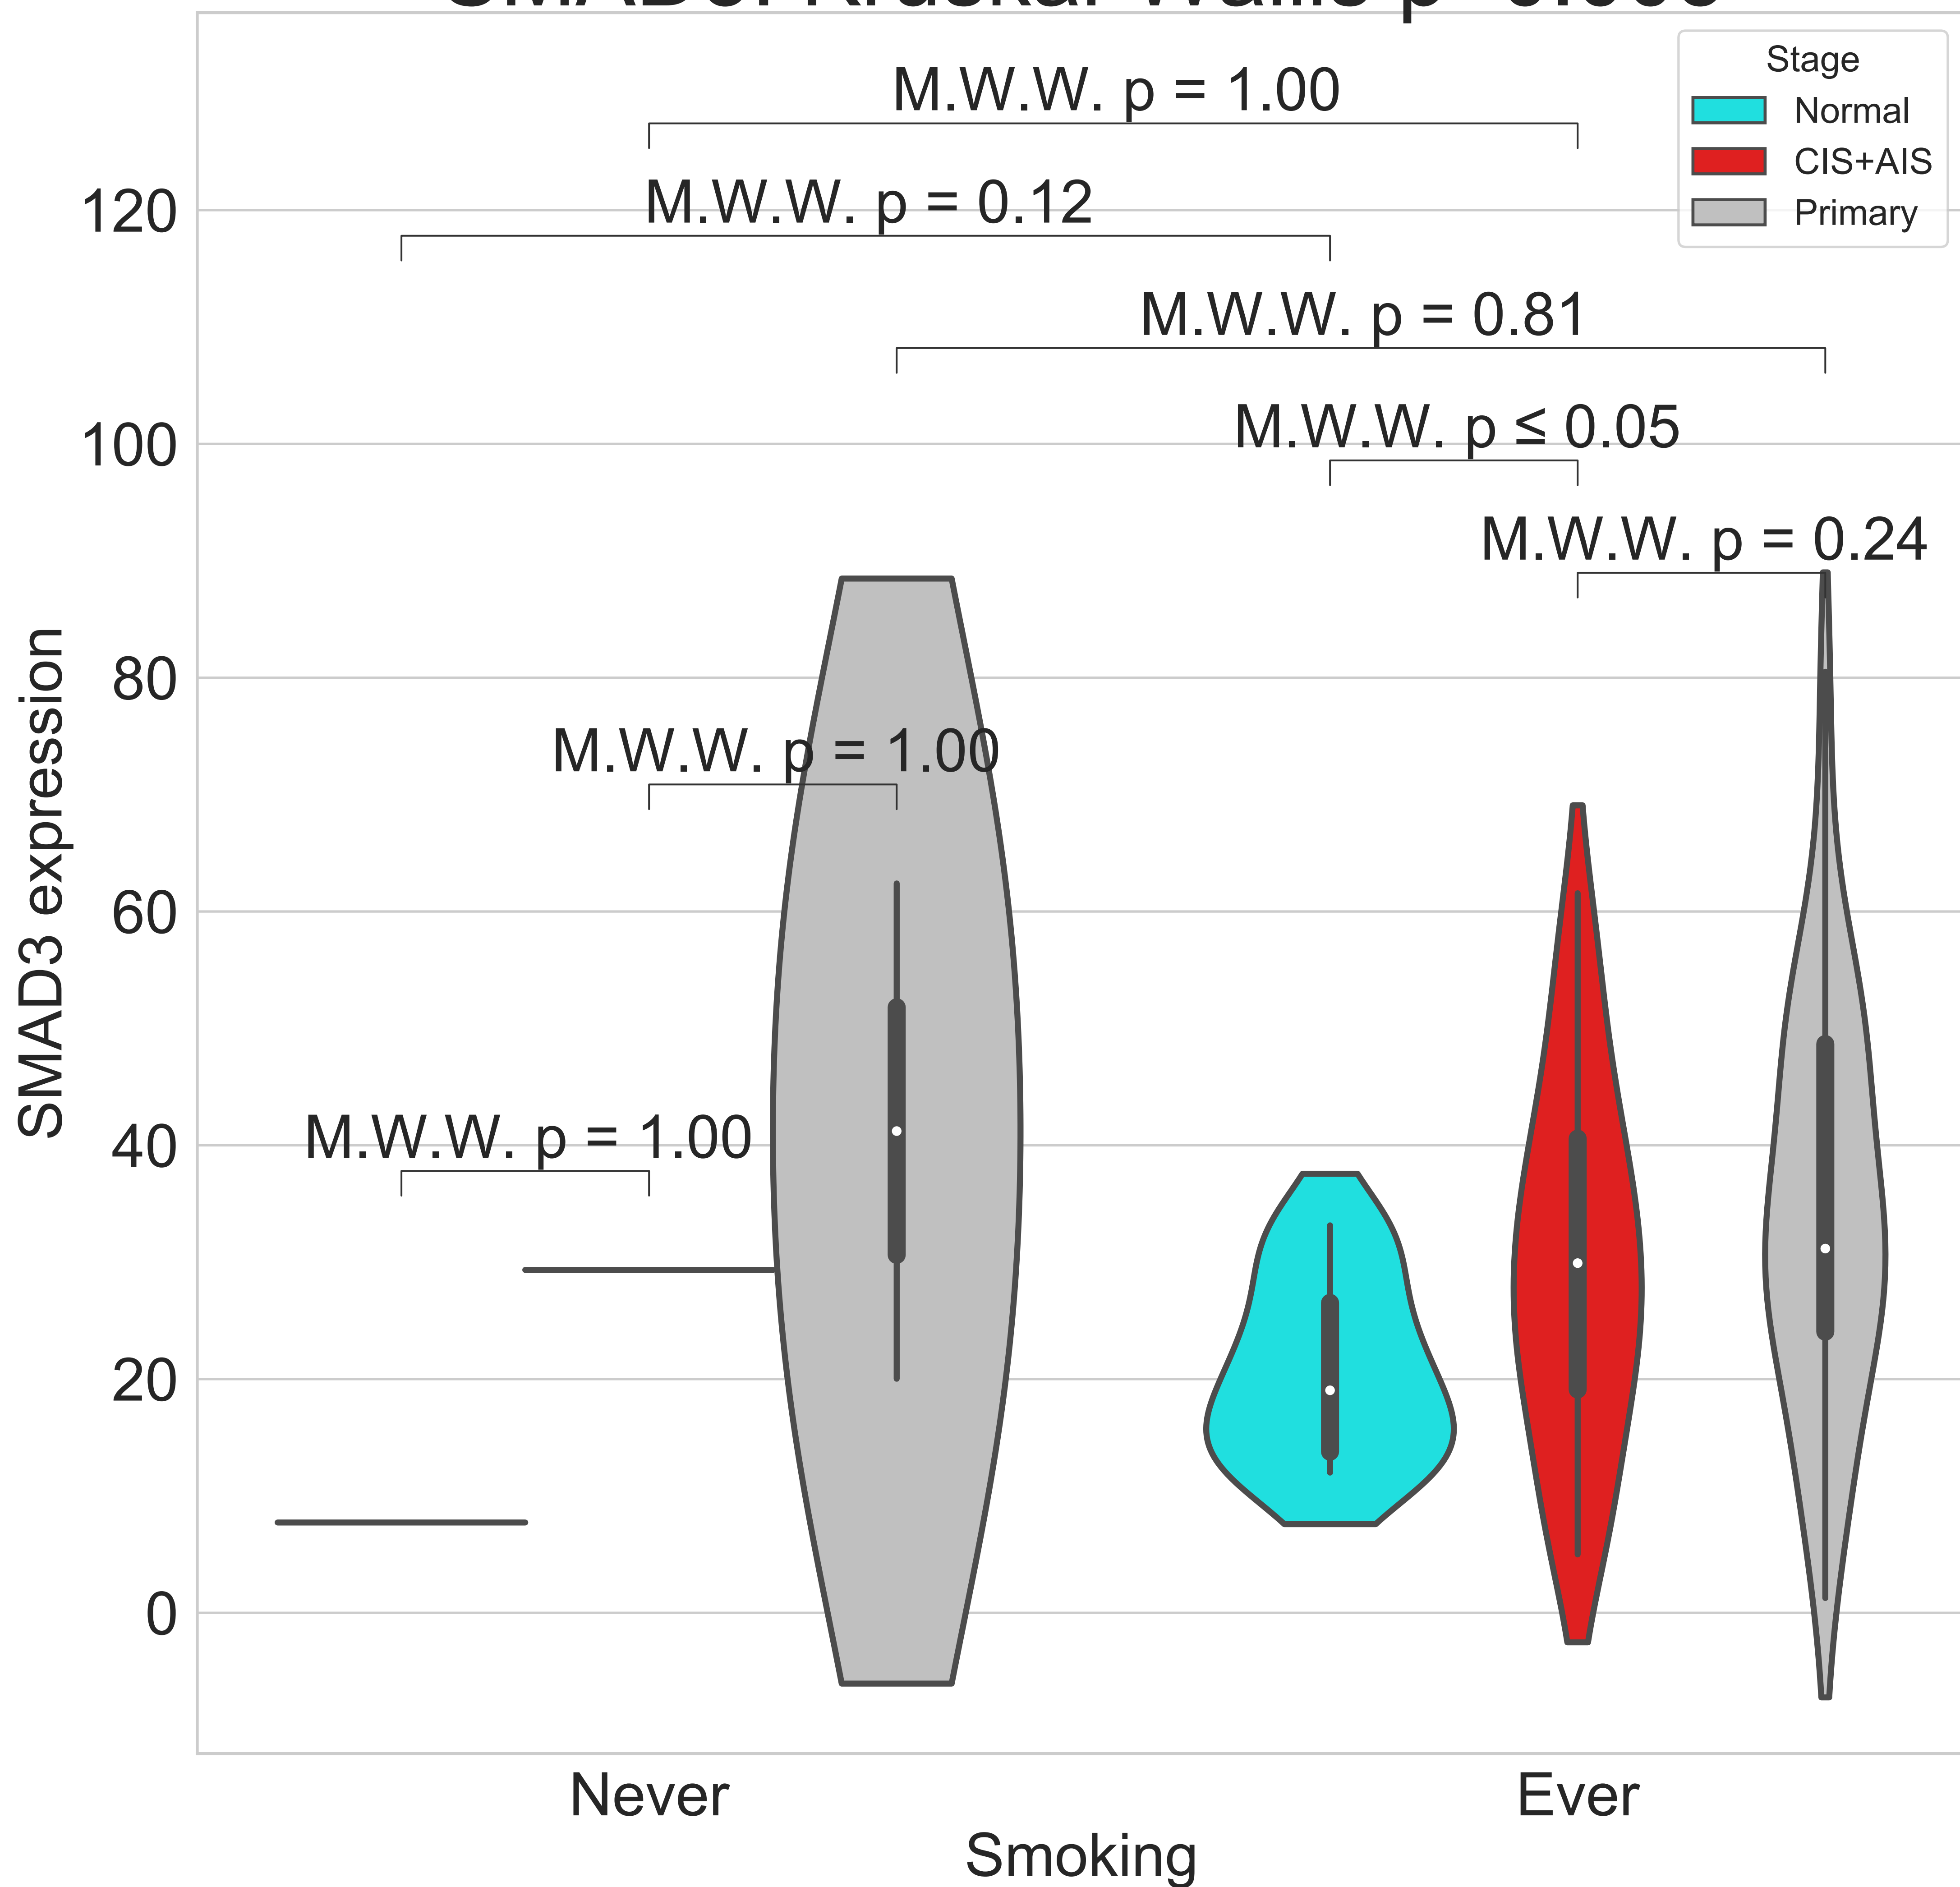 M.W.W. p = 1.00
M.W.W. p = 0.12
M.W.W. p = 0.81
M.W.W. p ≤ 0.05
M.W.W. p = 0.24
M.W.W. p = 1.00
M.W.W. p = 1.00
Stage
Normal
CIS+AIS
Primary
SMAD3 expression
120
100
80
60
40
20
0
Never
Ever
Smoking